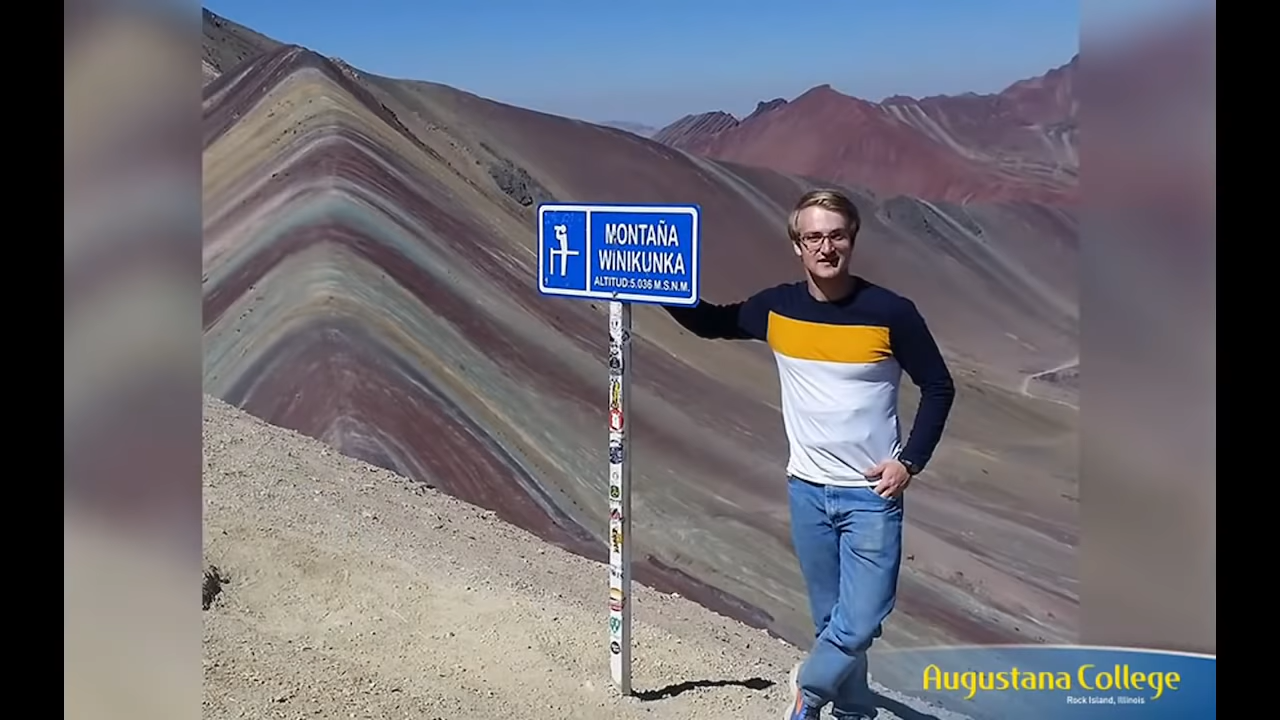 MONTAÑA
WINIKUNKA
ALTITUD:5.036 M.S.N.M.
Augustana College
Rock Island, Illinois